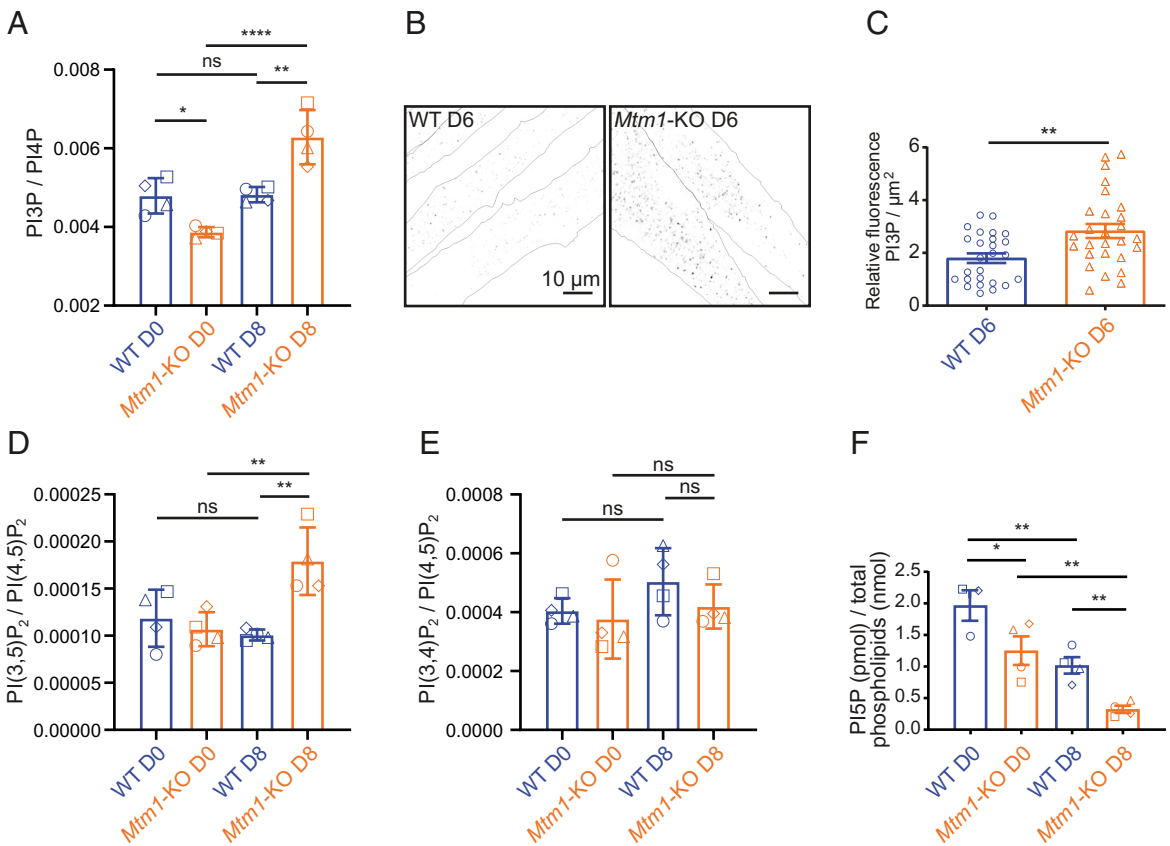 A
PI3P / PI4P
0.008
0.006
0.004
0.002
****
ns
**
*
WT D0
Mtm1-KO D0
WT D8
Mtm1-KO D8
B
WT D6
Mtm1-KO D6
10 µm
C
Relative fluorescence
PI3P / µm²
6
4
2
0
**
WT D6
Mtm1-KO D6
D
PI(3,5)P₂ / PI(4,5)P₂
0.00025
0.00020
0.00015
0.00010
0.00005
0.00000
**
**
ns
WT D0
Mtm1-KO D0
WT D8
Mtm1-KO D8
E
PI(3,4)P₂ / PI(4,5)P₂
0.0008
0.0006
0.0004
0.0002
0.0000
ns
ns
ns
WT D0
Mtm1-KO D0
WT D8
Mtm1-KO D8
F
PI5P (pmol) / total
phospholipids (nmol)
2.5
2.0
1.5
1.0
0.5
0.0
**
*
**
**
WT D0
Mtm1-KO D0
WT D8
Mtm1-KO D8